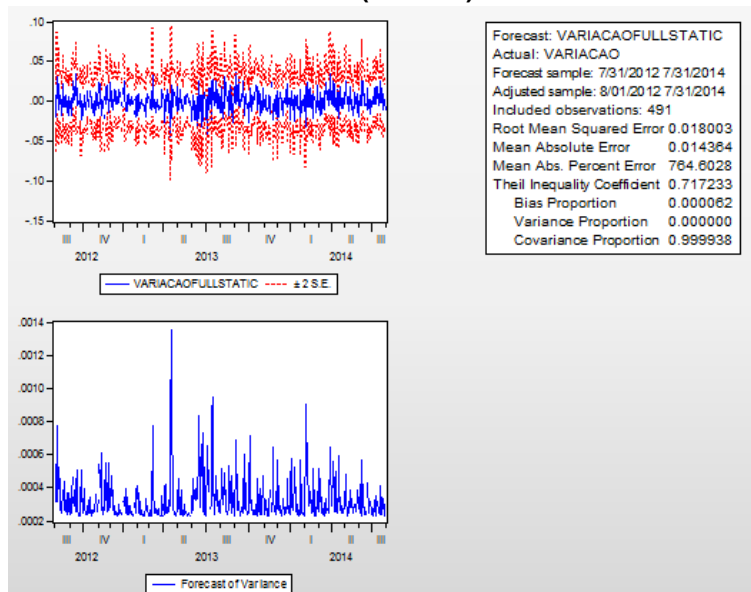 .10
.05
.00
-.05
-.10
-.15
III IV I II III IV I II III
2012 2013 2014
VARIACAOFULLSTATIC ± 2 S.E.
Forecast: VARIACAOFULLSTATIC
Actual: VARIACAO
Forecast sample: 7/31/2012 7/31/2014
Adjusted sample: 8/01/2012 7/31/2014
Included observations: 491
Root Mean Squared Error 0.018003
Mean Absolute Error 0.014364
Mean Abs. Percent Error 764.6028
Theil Inequality Coefficient 0.717233
Bias Proportion 0.000062
Variance Proportion 0.000000
Covariance Proportion 0.999938
.0014
.0012
.0010
.0008
.0006
.0004
.0002
III IV I II III IV I II III
2012 2013 2014
Forecast of Variance